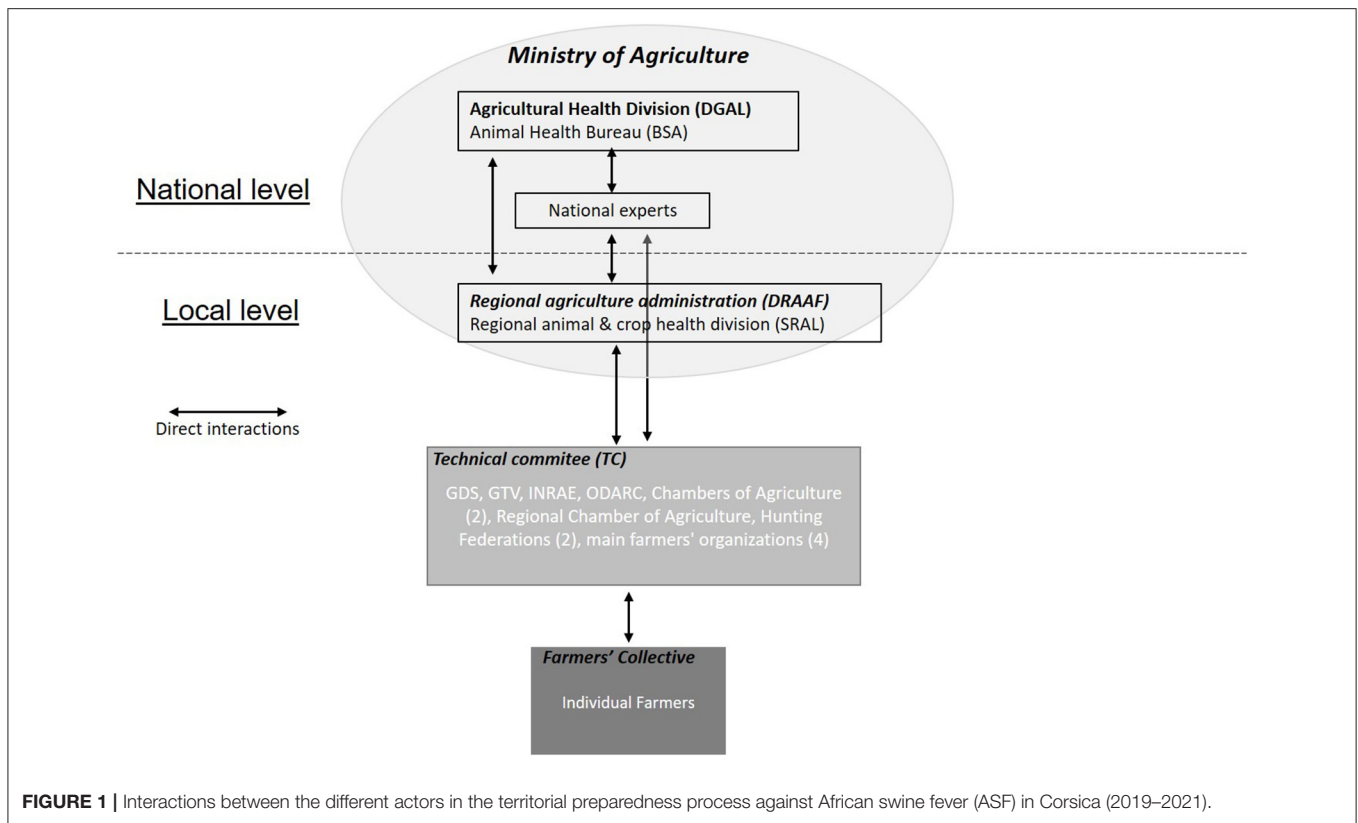 Ministry of Agriculture
Agricultural Health Division (DGAL)
Animal Health Bureau (BSA)
National level
National experts
Local level
Regional agriculture administration (DRAAF)
Regional animal & crop health division (SRAL)
Direct interactions
Technical commitee (TC)
GDS, GTV, INRAE, ODARC, Chambers of Agriculture
(2), Regional Chamber of Agriculture, Hunting
Federations (2), main farmers' organizations (4)
Farmers' Collective
Individual Farmers
FIGURE 1 | Interactions between the different actors in the territorial preparedness process against African swine fever (ASF) in Corsica (2019–2021).